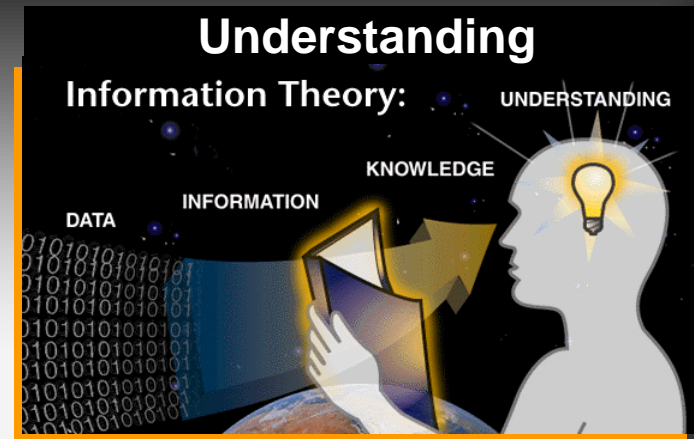 Understanding
Information Theory:
UNDERSTANDING
KNOWLEDGE
INFORMATION
DATA